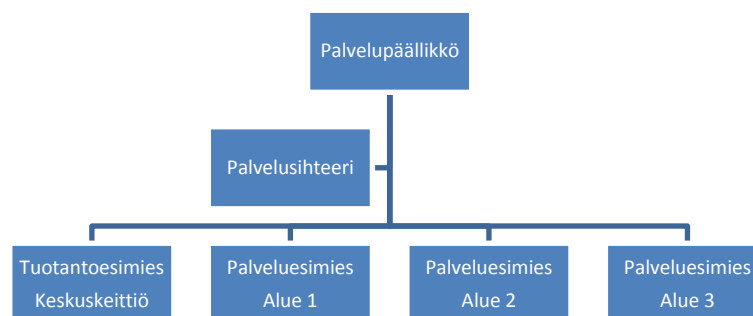 Palvelupäällikkö
Palvelusihteeri
Tuotantoesimies
Keskuskeittiö
Palveluesimies
Alue 1
Palveluesimies
Alue 2
Palveluesimies
Alue 3